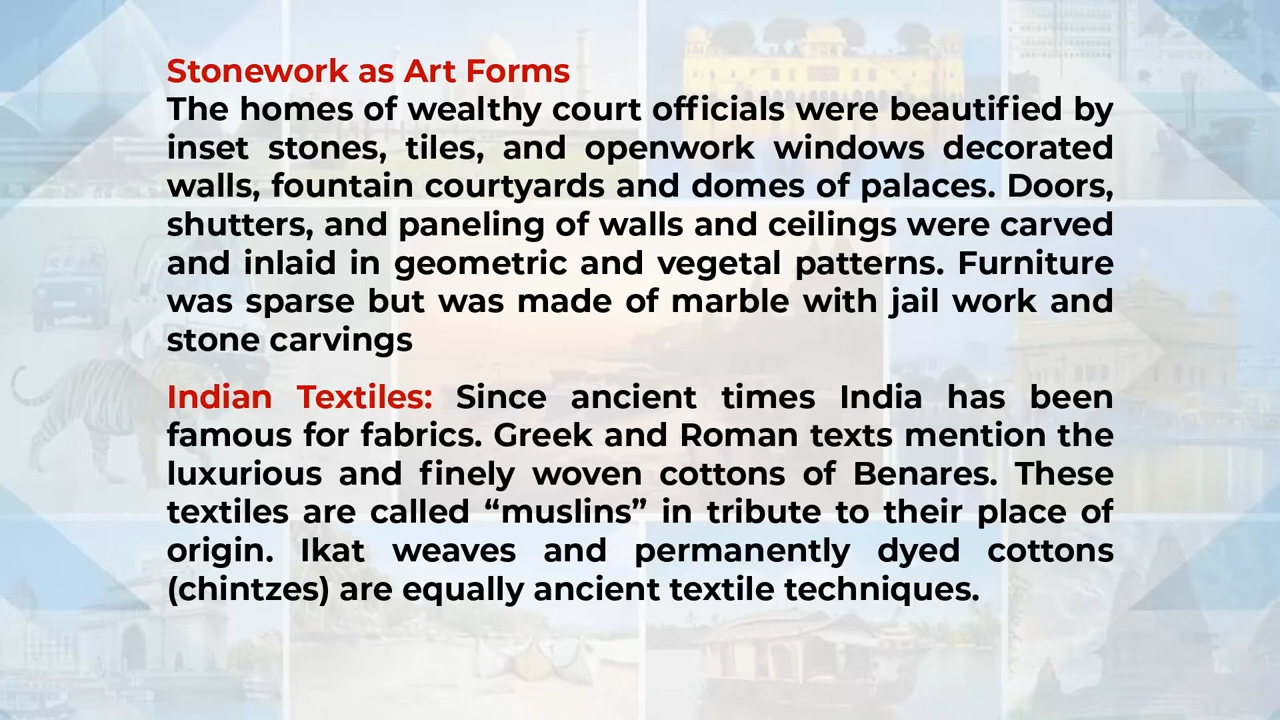 Stonework as Art Forms
The homes of wealthy court officials were beautified by
inset stones, tiles, and openwork windows decorated
walls, fountain courtyards and domes of palaces. Doors,
shutters, and paneling of walls and ceilings were carved
and inlaid in geometric and vegetal patterns. Furniture
was sparse but was made of marble with jail work and
stone carvings
Indian Textiles: Since ancient times India has been
famous for fabrics. Greek and Roman texts mention the
luxurious and finely woven cottons of Benares. These
textiles are called “muslins” in tribute to their place of
origin. Ikat weaves and permanently dyed cottons
(chintzes) are equally ancient textile techniques.